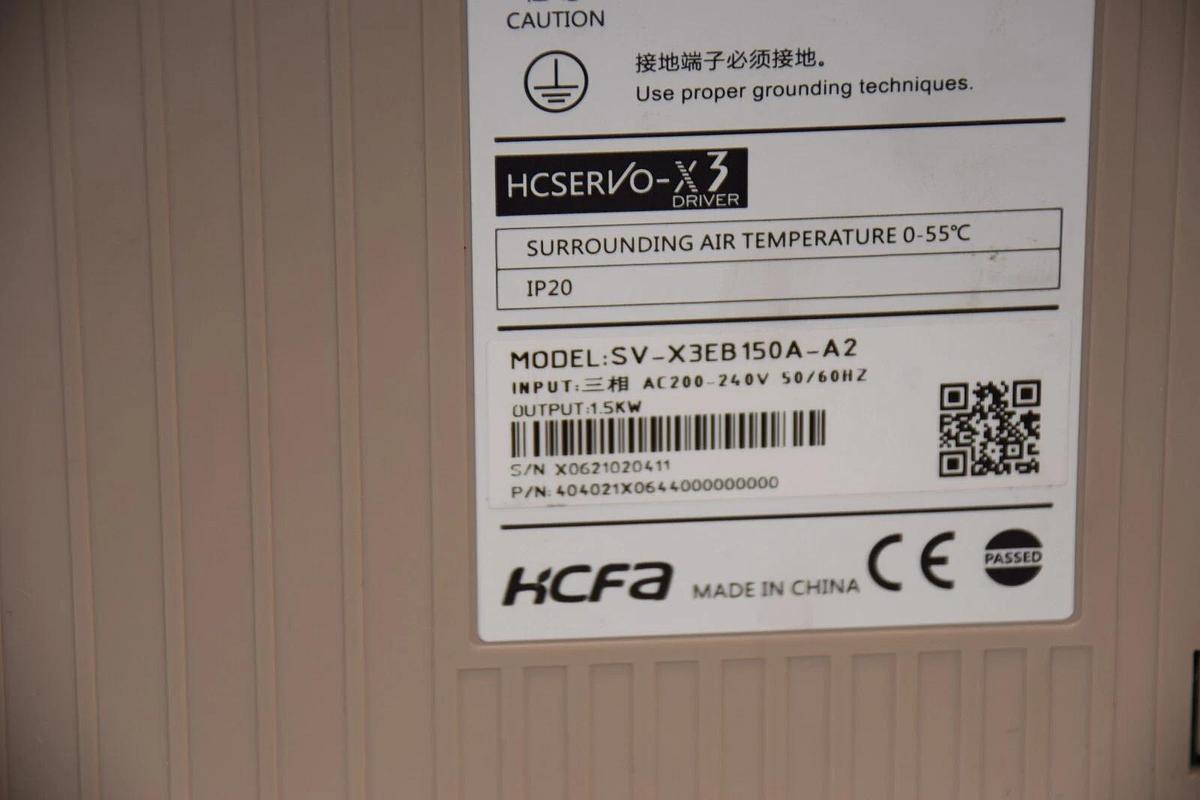 CAUTION
接地端子必须接地。
Use proper grounding techniques.
HCSERVO-X3
DRIVER
SURROUNDING AIR TEMPERATURE 0-55℃
IP20
MODEL:SV-X3EB150A-A2
INPUT:三相 AC200-240V 50/60HZ
OUTPUT:1.5KW
S/N X0621020411
P/N:404021X0644000000000
HCFA MADE IN CHINA CE PASSED